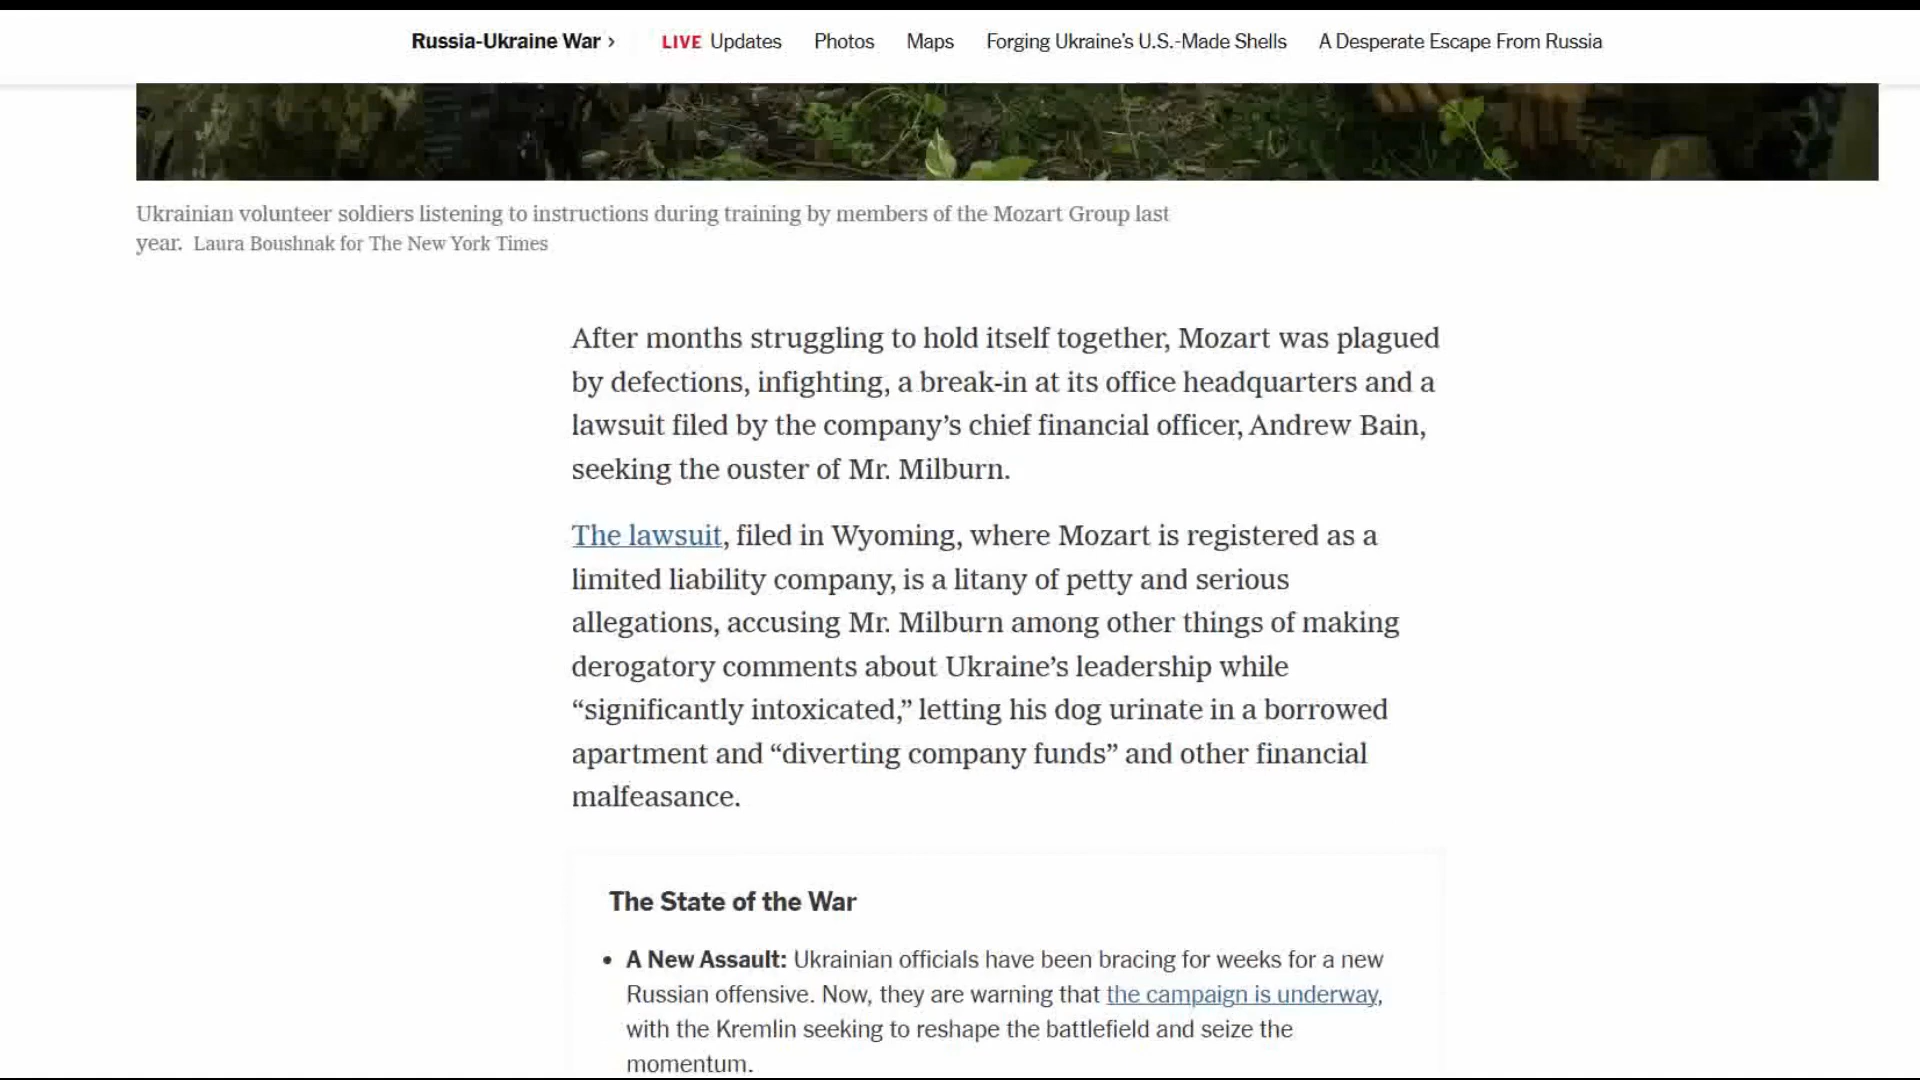 Russia-Ukraine War › LIVE Updates Photos Maps Forging Ukraine’s U.S.-Made Shells A Desperate Escape From Russia
Ukrainian volunteer soldiers listening to instructions during training by members of the Mozart Group last
year. Laura Boushnak for The New York Times
After months struggling to hold itself together, Mozart was plagued
by defections, infighting, a break-in at its office headquarters and a
lawsuit filed by the company’s chief financial officer, Andrew Bain,
seeking the ouster of Mr. Milburn.
The lawsuit, filed in Wyoming, where Mozart is registered as a
limited liability company, is a litany of petty and serious
allegations, accusing Mr. Milburn among other things of making
derogatory comments about Ukraine’s leadership while
“significantly intoxicated,” letting his dog urinate in a borrowed
apartment and “diverting company funds” and other financial
malfeasance.
The State of the War
• A New Assault: Ukrainian officials have been bracing for weeks for a new
Russian offensive. Now, they are warning that the campaign is underway,
with the Kremlin seeking to reshape the battlefield and seize the
momentum.